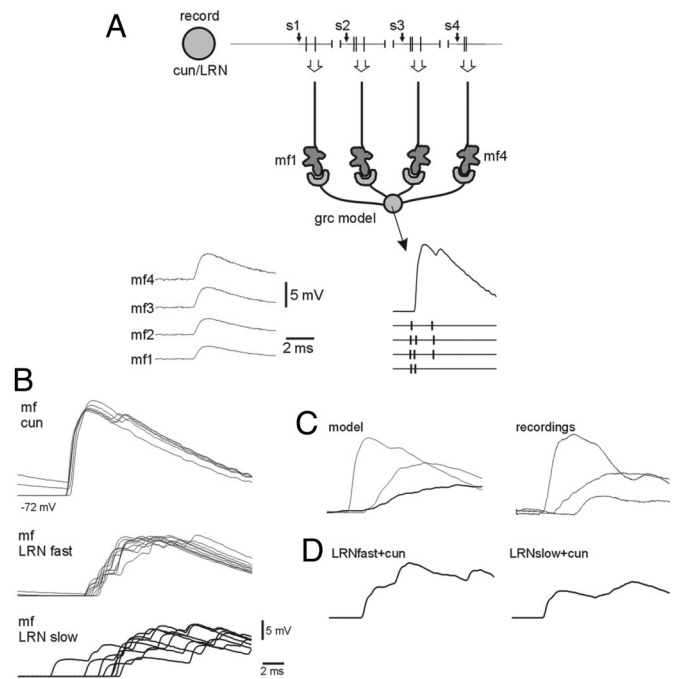 A
record
cun/LRN
s1 s2 s3 s4
mf1
mf4
grc model
mf4
mf3
mf2
mf1
5 mV
2 ms
B
mf
cun
-72 mV
mf
LRN fast
mf
LRN slow
5 mV
2 ms
C
model
recordings
D
LRNfast+cun
LRNslow+cun